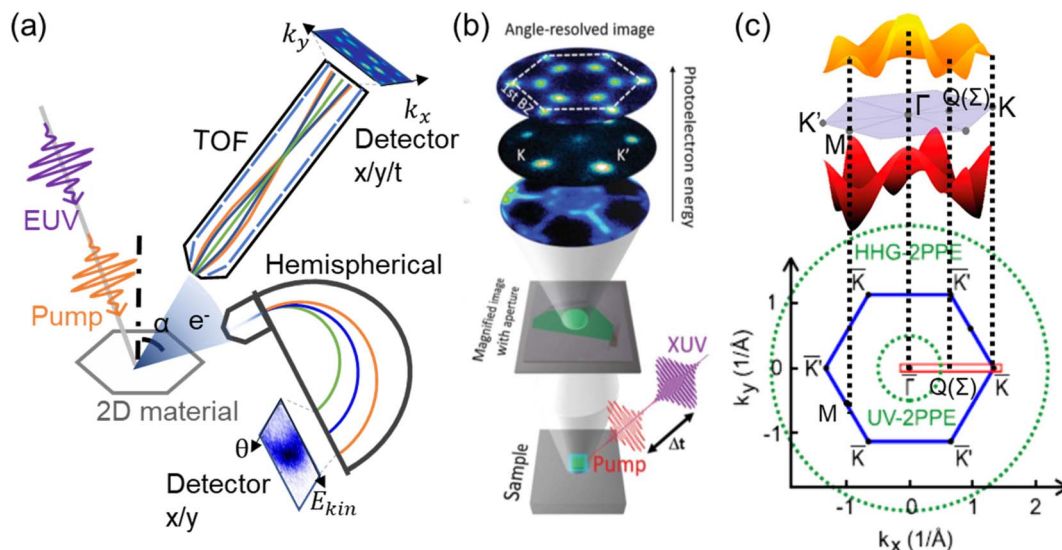 (a)
k_y
k_x
TOF
Detector
x/y/t
EUV
Pump
α
e-
Hemispherical
2D material
θ
E_kin
Detector
x/y
(b)
Angle-resolved image
1st BZ
K
K'
Photoelectron energy
Magnified image
with aperture
XUV
Pump
Δt
Sample
(c)
K'
M
Γ
Q(Σ)
K
HHG-2PPE
K̅
K̅'
K̅'
Γ̅
Q(Σ)
K̅
M
UV-2PPE
K̅
K̅'
k_y (1/Å)
1
0
-1
-1
0
1
2
k_x (1/Å)